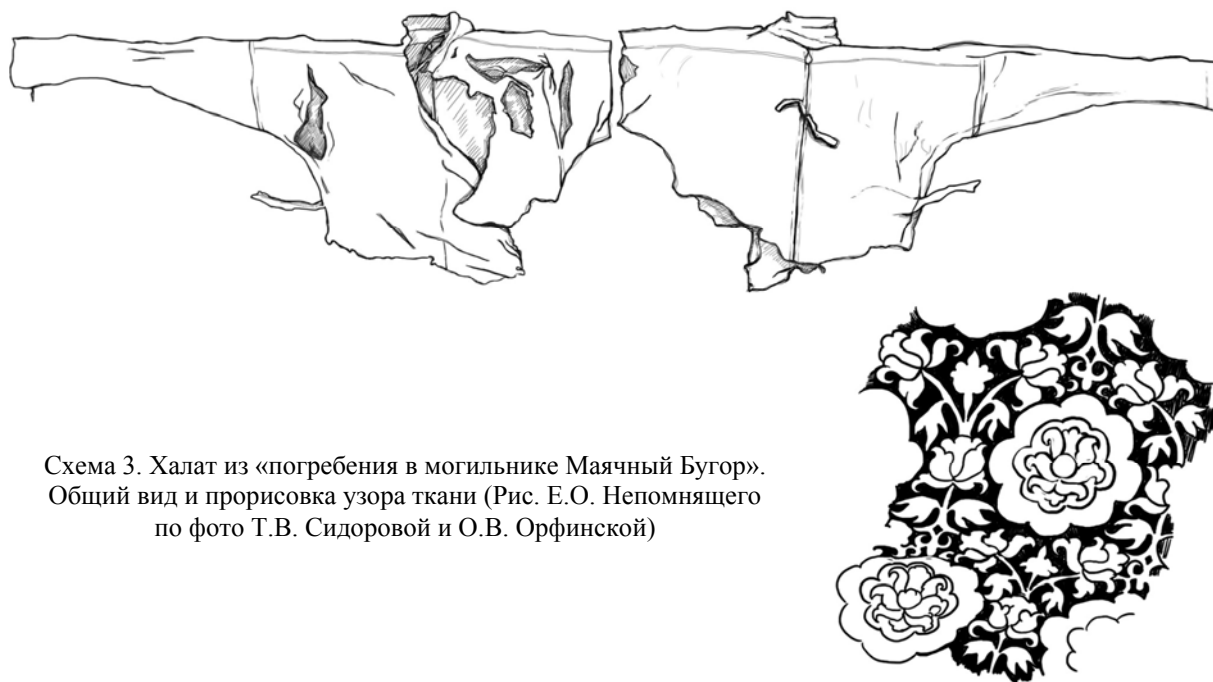 Схема 3. Халат из «погребения в могильнике Маячный Бугор».
Общий вид и прорисовка узора ткани (Рис. Е.О. Непомнящего
по фото Т.В. Сидоровой и О.В. Орфинской)